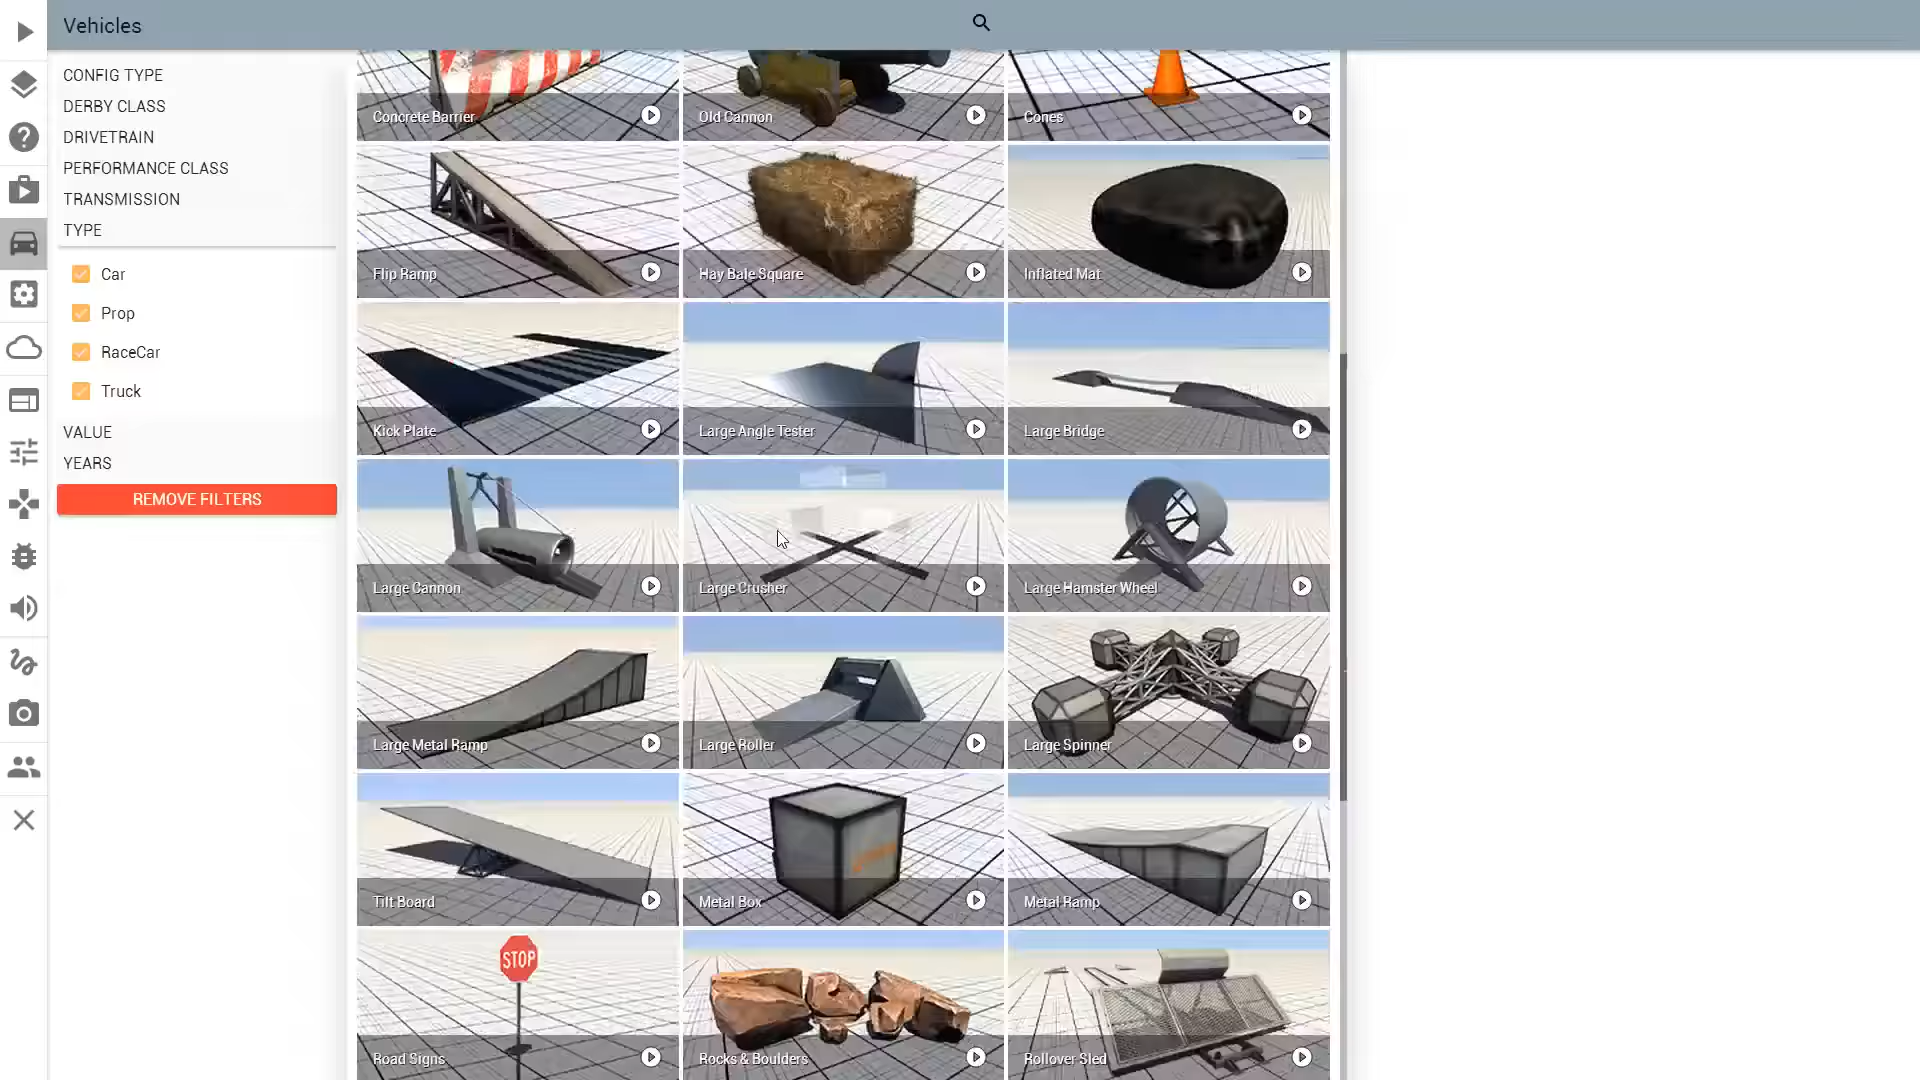 Vehicles
CONFIG TYPE
DERBY CLASS
DRIVETRAIN
PERFORMANCE CLASS
TRANSMISSION
TYPE
Car
Prop
RaceCar
Truck
VALUE
YEARS
REMOVE FILTERS
Concrete Barrier
Old Cannon
Cones
Flip Ramp
Hay Bale Square
Inflated Mat
Kick Plate
Large Angle Tester
Large Bridge
Large Cannon
Large Crusher
Large Hamster Wheel
Large Metal Ramp
Large Roller
Large Spinner
Tilt Board
Metal Box
Metal Ramp
STOP
Road Signs
Rocks & Boulders
Rollover Sled